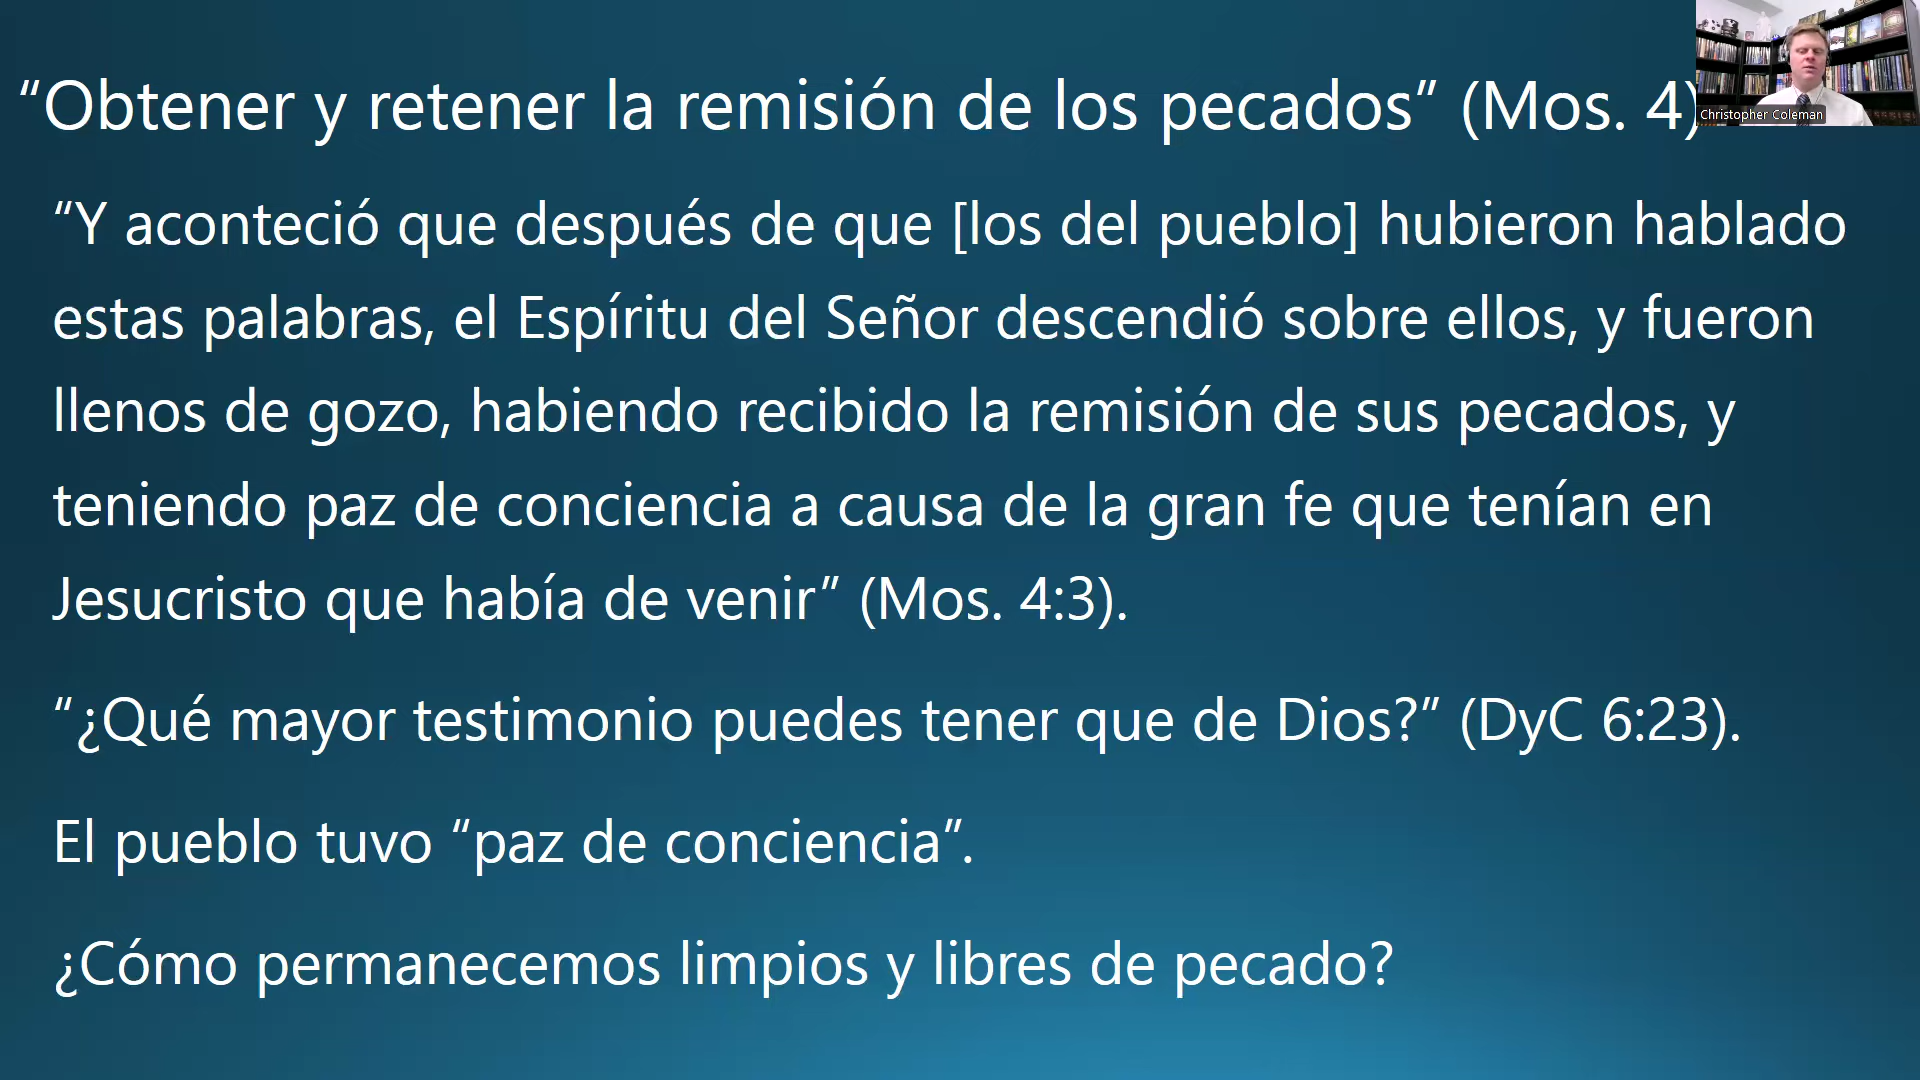 “Obtener y retener la remisión de los pecados” (Mos. 4)
Christopher Coleman
“Y aconteció que después de que [los del pueblo] hubieron hablado
estas palabras, el Espíritu del Señor descendió sobre ellos, y fueron
llenos de gozo, habiendo recibido la remisión de sus pecados, y
teniendo paz de conciencia a causa de la gran fe que tenían en
Jesucristo que había de venir” (Mos. 4:3).
“¿Qué mayor testimonio puedes tener que de Dios?” (DyC 6:23).
El pueblo tuvo “paz de conciencia”.
¿Cómo permanecemos limpios y libres de pecado?